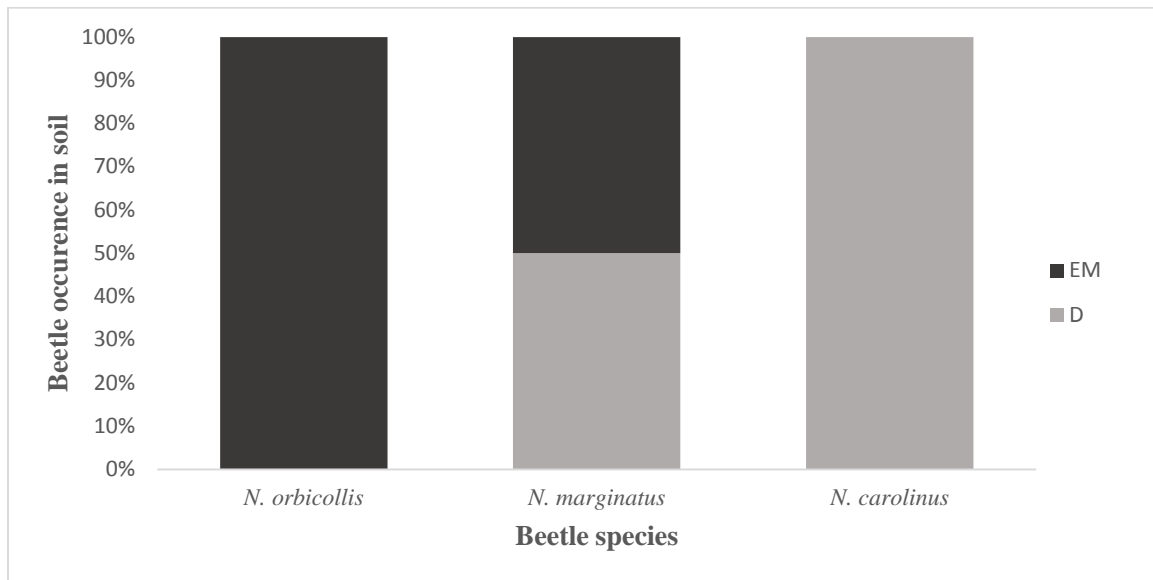 100%
90%
80%
70%
60%
50%
40%
30%
20%
10%
0%
Beetle occurence in soil
N. orbicollis
N. marginatus
N. carolinus
Beetle species
EM
D